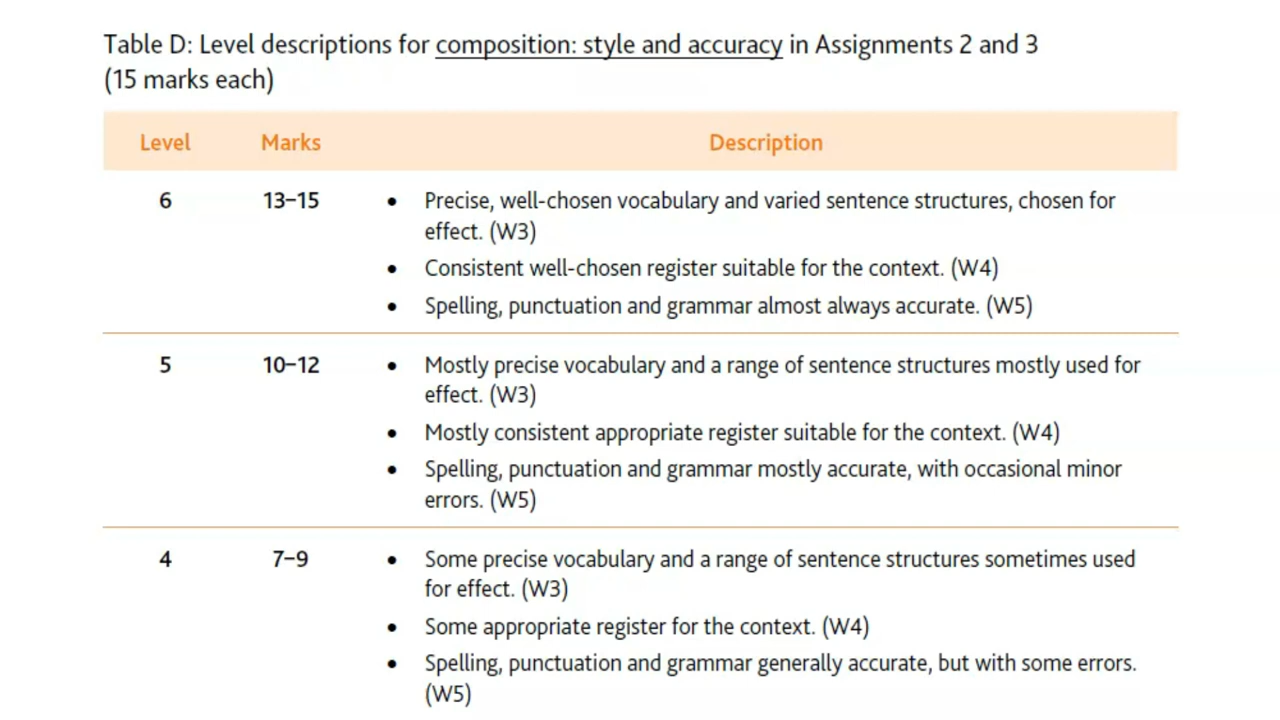 Table D: Level descriptions for composition: style and accuracy in Assignments 2 and 3
(15 marks each)
Level Marks Description
6 13–15 • Precise, well-chosen vocabulary and varied sentence structures, chosen for
effect. (W3)
• Consistent well-chosen register suitable for the context. (W4)
• Spelling, punctuation and grammar almost always accurate. (W5)
5 10–12 • Mostly precise vocabulary and a range of sentence structures mostly used for
effect. (W3)
• Mostly consistent appropriate register suitable for the context. (W4)
• Spelling, punctuation and grammar mostly accurate, with occasional minor
errors. (W5)
4 7–9 • Some precise vocabulary and a range of sentence structures sometimes used
for effect. (W3)
• Some appropriate register for the context. (W4)
• Spelling, punctuation and grammar generally accurate, but with some errors.
(W5)